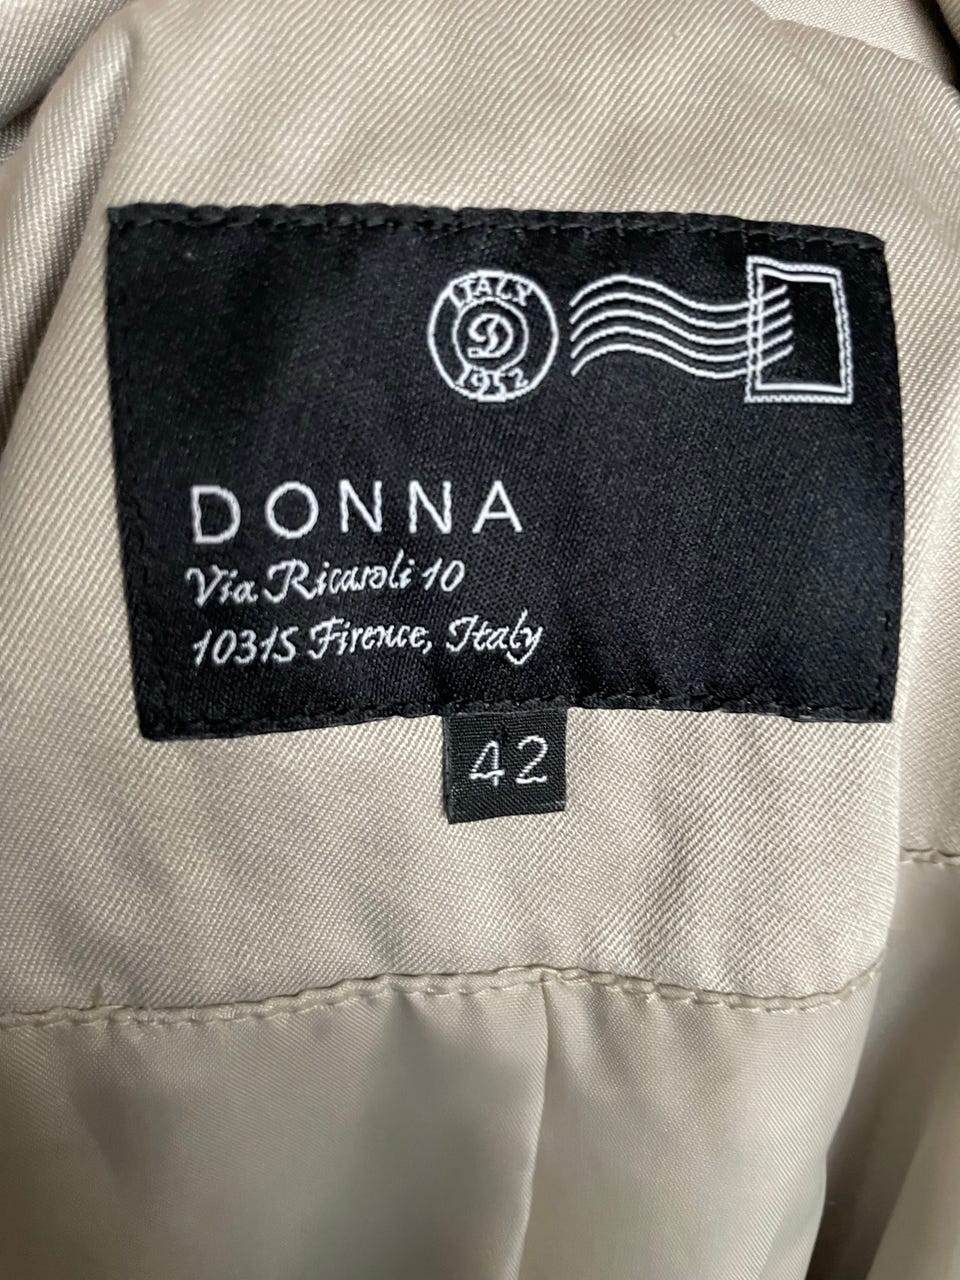 ITALY
D
1952
DONNA
Via Ricasoli 10
10315 Firence, Italy
42